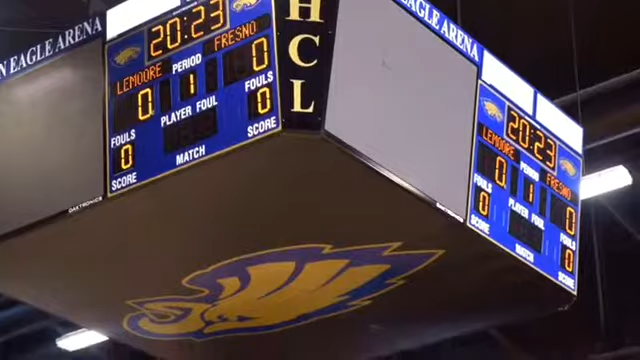 N EAGLE ARENA
20:23
LEMOORE FRESNO
0 PERIOD 0
1
FOULS PLAYER FOUL FOULS
0 0
SCORE MATCH SCORE
DAKTRONICS
H
C
L
EAGLE ARENA
20:23
LEMOORE FRESNO
0 PERIOD 0
1
FOULS PLAYER FOUL FOULS
0 0
SCORE MATCH SCORE
DAKTRONICS